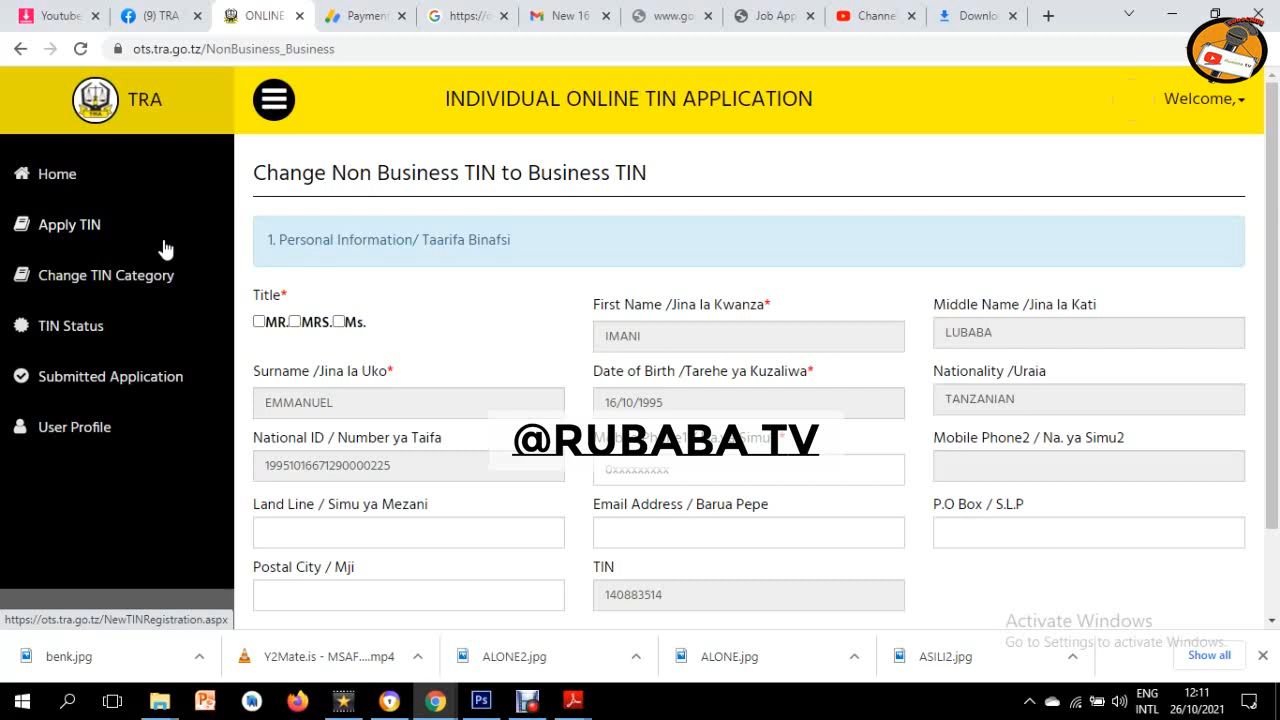 Youtube
(9) TRA
ONLINE
Paymen
https://o
New 16
www.go
Job App
Channe
Downlo
ots.tra.go.tz/NonBusiness_Business
TRA
INDIVIDUAL ONLINE TIN APPLICATION
Welcome,
Home
Apply TIN
Change TIN Category
TIN Status
Submitted Application
User Profile
Change Non Business TIN to Business TIN
1. Personal Information/ Taarifa Binafsi
Title*
MR. MRS. Ms.
First Name /Jina la Kwanza*
IMANI
Middle Name /Jina la Kati
LUBABA
Surname /Jina la Uko*
EMMANUEL
Date of Birth /Tarehe ya Kuzaliwa*
16/10/1995
Nationality /Uraia
TANZANIAN
National ID / Number ya Taifa
19951016671290000225
@RUBABA TV
0xxxxxxxxx
Mobile Phone2 / Na. ya Simu2
Land Line / Simu ya Mezani
Email Address / Barua Pepe
P.O Box / S.L.P
Postal City / Mji
TIN
140883514
https://ots.tra.go.tz/NewTINRegistration.aspx
Activate Windows
Go to Settings to activate Windows.
benk.jpg
Y2Mate.is - MSAF....mp4
ALONE2.jpg
ALONE.jpg
ASILI2.jpg
Show all
ENG
INTL
12:11
26/10/2021